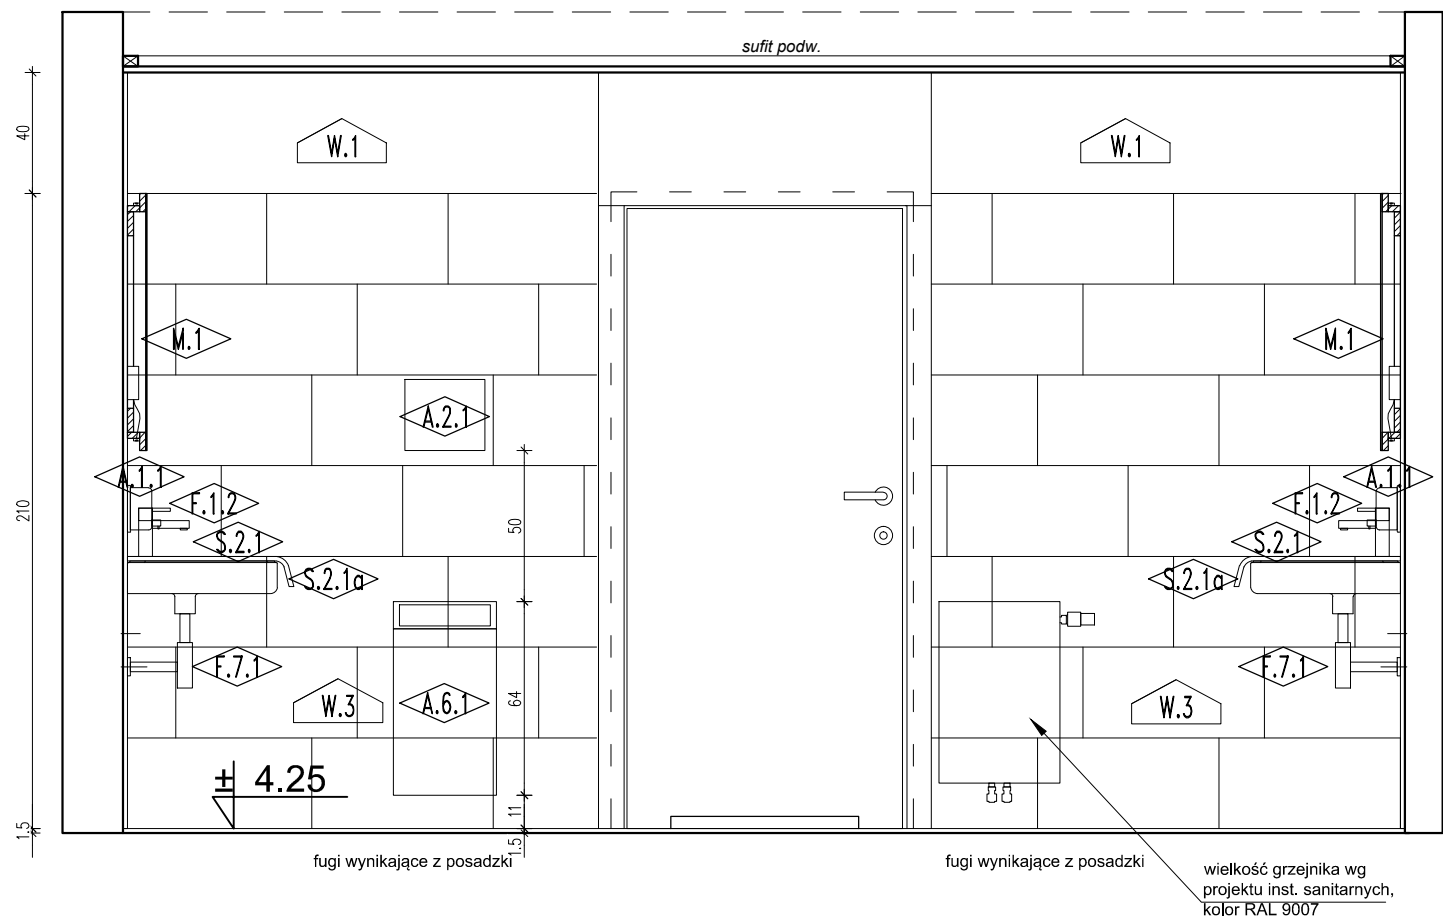 sufit podw.
40
W.1
W.1
M.1
M.1
A.2.1
A.1.1
A.1.1
F.1.2
F.1.2
210
50
S.2.1
S.2.1
S.2.1a
S.2.1a
F.7.1
F.7.1
W.3
A.6.1
64
W.3
± 4.25
11
1.5
1.5
fugi wynikające z posadzki
fugi wynikające z posadzki
wielkość grzejnika wg
projektu inst. sanitarnych,
kolor RAL 9007